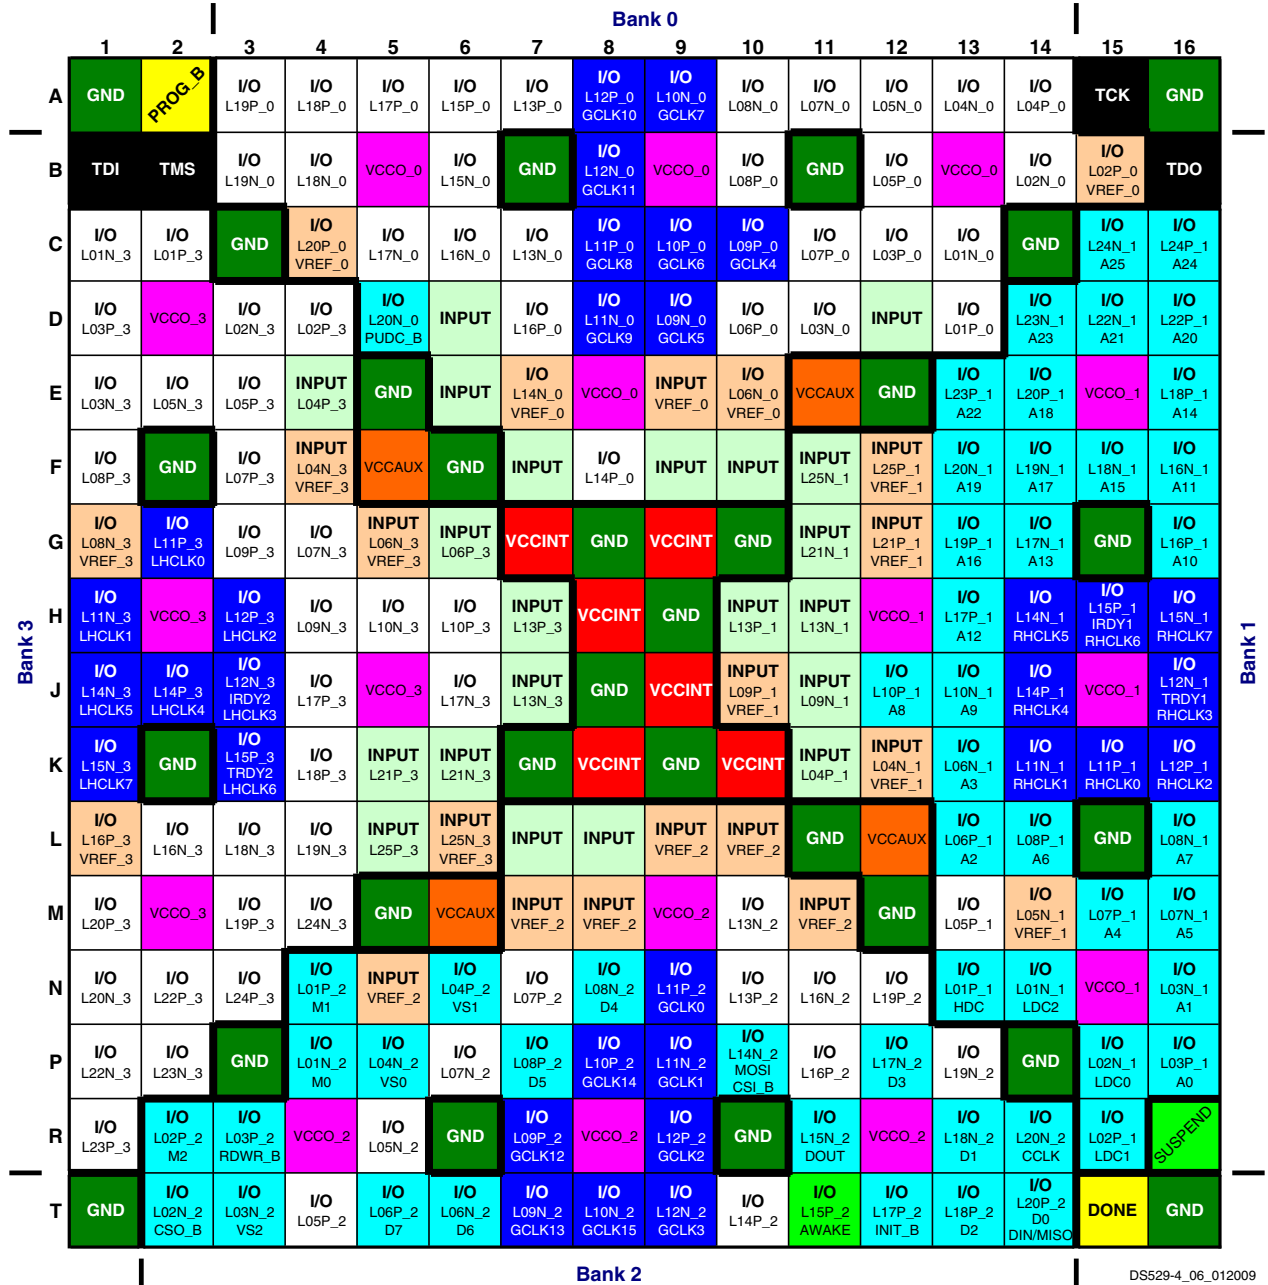 Bank 0
1 2 3 4 5 6 7 8 9 10 11 12 13 14 15 16
A GND PROG_B I/O L19P_0 I/O L18P_0 I/O L17P_0 I/O L15P_0 I/O L13P_0 I/O L12P_0 GCLK10 I/O L10N_0 GCLK7 I/O L08N_0 I/O L07N_0 I/O L05N_0 I/O L04N_0 I/O L04P_0 TCK GND
B TDI TMS I/O L19N_0 I/O L18N_0 VCCO_0 I/O L15N_0 GND I/O L12N_0 GCLK11 VCCO_0 I/O L08P_0 GND I/O L05P_0 VCCO_0 I/O L02N_0 I/O L02P_0 VREF_0 TDO
C I/O L01N_3 I/O L01P_3 GND I/O L20P_0 VREF_0 I/O L17N_0 I/O L16N_0 I/O L13N_0 I/O L11P_0 GCLK8 I/O L10P_0 GCLK6 I/O L09P_0 GCLK4 I/O L07P_0 I/O L03P_0 I/O L01N_0 GND I/O L24N_1 A25 I/O L24P_1 A24
D I/O L03P_3 VCCO_3 I/O L02N_3 I/O L02P_3 I/O L20N_0 PUDC_B INPUT I/O L16P_0 I/O L11N_0 GCLK9 I/O L09N_0 GCLK5 I/O L06P_0 I/O L03N_0 INPUT I/O L01P_0 I/O L23N_1 A23 I/O L22N_1 A21 I/O L22P_1 A20
E I/O L03N_3 I/O L05N_3 I/O L05P_3 INPUT L04P_3 GND INPUT I/O L14N_0 VREF_0 VCCO_0 INPUT VREF_0 I/O L06N_0 VREF_0 VCCAUX GND I/O L23P_1 A22 I/O L20P_1 A18 VCCO_1 I/O L18P_1 A14
F I/O L08P_3 GND I/O L07P_3 INPUT L04N_3 VREF_3 VCCAUX GND INPUT I/O L14P_0 INPUT INPUT INPUT L25N_1 INPUT L25P_1 VREF_1 I/O L20N_1 A19 I/O L19N_1 A17 I/O L18N_1 A15 I/O L16N_1 A11
G I/O L08N_3 VREF_3 I/O L11P_3 LHCLK0 I/O L09P_3 I/O L07N_3 INPUT L06N_3 VREF_3 INPUT L06P_3 VCCINT GND VCCINT GND INPUT L21N_1 INPUT L21P_1 VREF_1 I/O L19P_1 A16 I/O L17N_1 A13 GND I/O L16P_1 A10
H I/O L11N_3 LHCLK1 VCCO_3 I/O L12P_3 LHCLK2 I/O L09N_3 I/O L10N_3 I/O L10P_3 INPUT L13P_3 VCCINT GND INPUT L13P_1 INPUT L13N_1 VCCO_1 I/O L17P_1 A12 I/O L14N_1 RHCLK5 I/O L15P_1 IRDY1 RHCLK6 I/O L15N_1 RHCLK7
Bank 3
Bank 1
J I/O L14N_3 LHCLK5 I/O L14P_3 LHCLK4 I/O L12N_3 IRDY2 LHCLK3 I/O L17P_3 VCCO_3 I/O L17N_3 INPUT L13N_3 GND VCCINT INPUT L09P_1 VREF_1 INPUT L09N_1 I/O L10P_1 A8 I/O L10N_1 A9 I/O L14P_1 RHCLK4 VCCO_1 I/O L12N_1 TRDY1 RHCLK3
K I/O L15N_3 LHCLK7 GND I/O L15P_3 TRDY2 LHCLK6 I/O L18P_3 INPUT L21P_3 INPUT L21N_3 GND VCCINT GND VCCINT INPUT L04P_1 INPUT L04N_1 VREF_1 I/O L06N_1 A3 I/O L11N_1 RHCLK1 I/O L11P_1 RHCLK0 I/O L12P_1 RHCLK2
L I/O L16P_3 VREF_3 I/O L16N_3 I/O L18N_3 I/O L19N_3 INPUT L25P_3 INPUT L25N_3 VREF_3 INPUT INPUT INPUT VREF_2 INPUT VREF_2 GND VCCAUX I/O L06P_1 A2 I/O L08P_1 A6 GND I/O L08N_1 A7
M I/O L20P_3 VCCO_3 I/O L19P_3 I/O L24N_3 GND VCCAUX INPUT VREF_2 INPUT VREF_2 VCCO_2 I/O L13N_2 INPUT VREF_2 GND I/O L05P_1 I/O L05N_1 VREF_1 I/O L07P_1 A4 I/O L07N_1 A5
N I/O L20N_3 I/O L22P_3 I/O L24P_3 I/O L01P_2 M1 INPUT VREF_2 I/O L04P_2 VS1 I/O L07P_2 I/O L08N_2 D4 I/O L11P_2 GCLK0 I/O L13P_2 I/O L16N_2 I/O L19P_2 I/O L01P_1 HDC I/O L01N_1 LDC2 VCCO_1 I/O L03N_1 A1
P I/O L22N_3 I/O L23N_3 GND I/O L01N_2 M0 I/O L04N_2 VS0 I/O L07N_2 I/O L08P_2 D5 I/O L10P_2 GCLK14 I/O L11N_2 GCLK1 I/O L14N_2 MOSI CSI_B I/O L16P_2 I/O L17N_2 D3 I/O L19N_2 GND I/O L02N_1 LDC0 I/O L03P_1 A0
R I/O L23P_3 I/O L02P_2 M2 I/O L03P_2 RDWR_B VCCO_2 I/O L05N_2 GND I/O L09P_2 GCLK12 VCCO_2 I/O L12P_2 GCLK2 GND I/O L15N_2 DOUT VCCO_2 I/O L18N_2 D1 I/O L20N_2 CCLK I/O L02P_1 LDC1 SUSPEND
T GND I/O L02N_2 CSO_B I/O L03N_2 VS2 I/O L05P_2 I/O L06P_2 D7 I/O L06N_2 D6 I/O L09N_2 GCLK13 I/O L10N_2 GCLK15 I/O L12N_2 GCLK3 I/O L14P_2 I/O L15P_2 AWAKE I/O L17P_2 INIT_B I/O L18P_2 D2 I/O L20P_2 D0 DIN/MISO DONE GND
Bank 2
DS529-4_06_012009